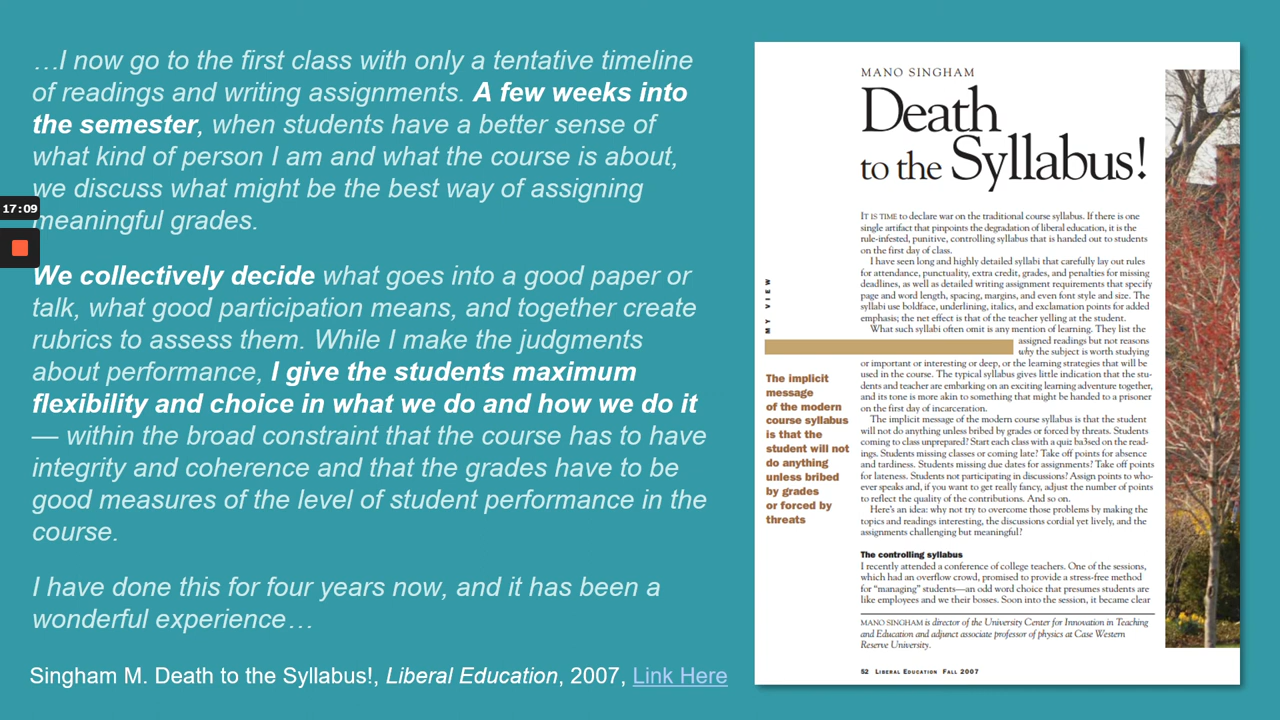 …I now go to the first class with only a tentative timeline
of readings and writing assignments. A few weeks into
the semester, when students have a better sense of
what kind of person I am and what the course is about,
we discuss what might be the best way of assigning
meaningful grades.
17:09
We collectively decide what goes into a good paper or
talk, what good participation means, and together create
rubrics to assess them. While I make the judgments
about performance, I give the students maximum
flexibility and choice in what we do and how we do it
— within the broad constraint that the course has to have
integrity and coherence and that the grades have to be
good measures of the level of student performance in the
course.
I have done this for four years now, and it has been a
wonderful experience…
Singham M. Death to the Syllabus!, Liberal Education, 2007, Link Here
MANO SINGHAM
Death
to the Syllabus!
IT IS TIME to declare war on the traditional course syllabus. If there is one
single artifact that pinpoints the degradation of liberal education, it is the
rule-infested, punitive, controlling syllabus that is handed out to students
on the first day of class.
I have seen long and highly detailed syllabi that carefully lay out rules
for attendance, punctuality, extra credit, grades, and penalties for missing
deadlines, as well as detailed writing assignment requirements that specify
page and word length, spacing, margins, and even font style and size. The
syllabi use boldface, underlining, italics, and exclamation points for added
emphasis; the net effect is that of the teacher yelling at the student.
What such syllabi often omit is any mention of learning. They list the
assigned readings but not reasons
why the subject is worth studying
or important or interesting or deep, or the learning strategies that will be
used in the course. The typical syllabus gives little indication that the stu-
dents and teacher are embarking on an exciting learning adventure together,
and its tone is more akin to something that might be handed to a prisoner
on the first day of incarceration.
The implicit message of the modern course syllabus is that the student
will not do anything unless bribed by grades or forced by threats. Students
coming to class unprepared? Start each class with a quiz ba3sed on the read-
ings. Students missing classes or coming late? Take off points for absence
and tardiness. Students missing due dates for assignments? Take off points
for lateness. Students not participating in discussions? Assign points to who-
ever speaks and, if you want to get really fancy, adjust the number of points
to reflect the quality of the contributions. And so on.
Here's an idea: why not try to overcome those problems by making the
topics and readings interesting, the discussions cordial yet lively, and the
assignments challenging but meaningful?
The controlling syllabus
I recently attended a conference of college teachers. One of the sessions,
which had an overflow crowd, promised to provide a stress-free method
for "managing" students—an odd word choice that presumes students are
like employees and we their bosses. Soon into the session, it became clear
MY VIEW
The implicit
message
of the modern
course syllabus
is that the
student will not
do anything
unless bribed
by grades
or forced by
threats
MANO SINGHAM is director of the University Center for Innovation in Teaching
and Education and adjunct associate professor of physics at Case Western
Reserve University.
52 LIBERAL EDUCATION FALL 2007